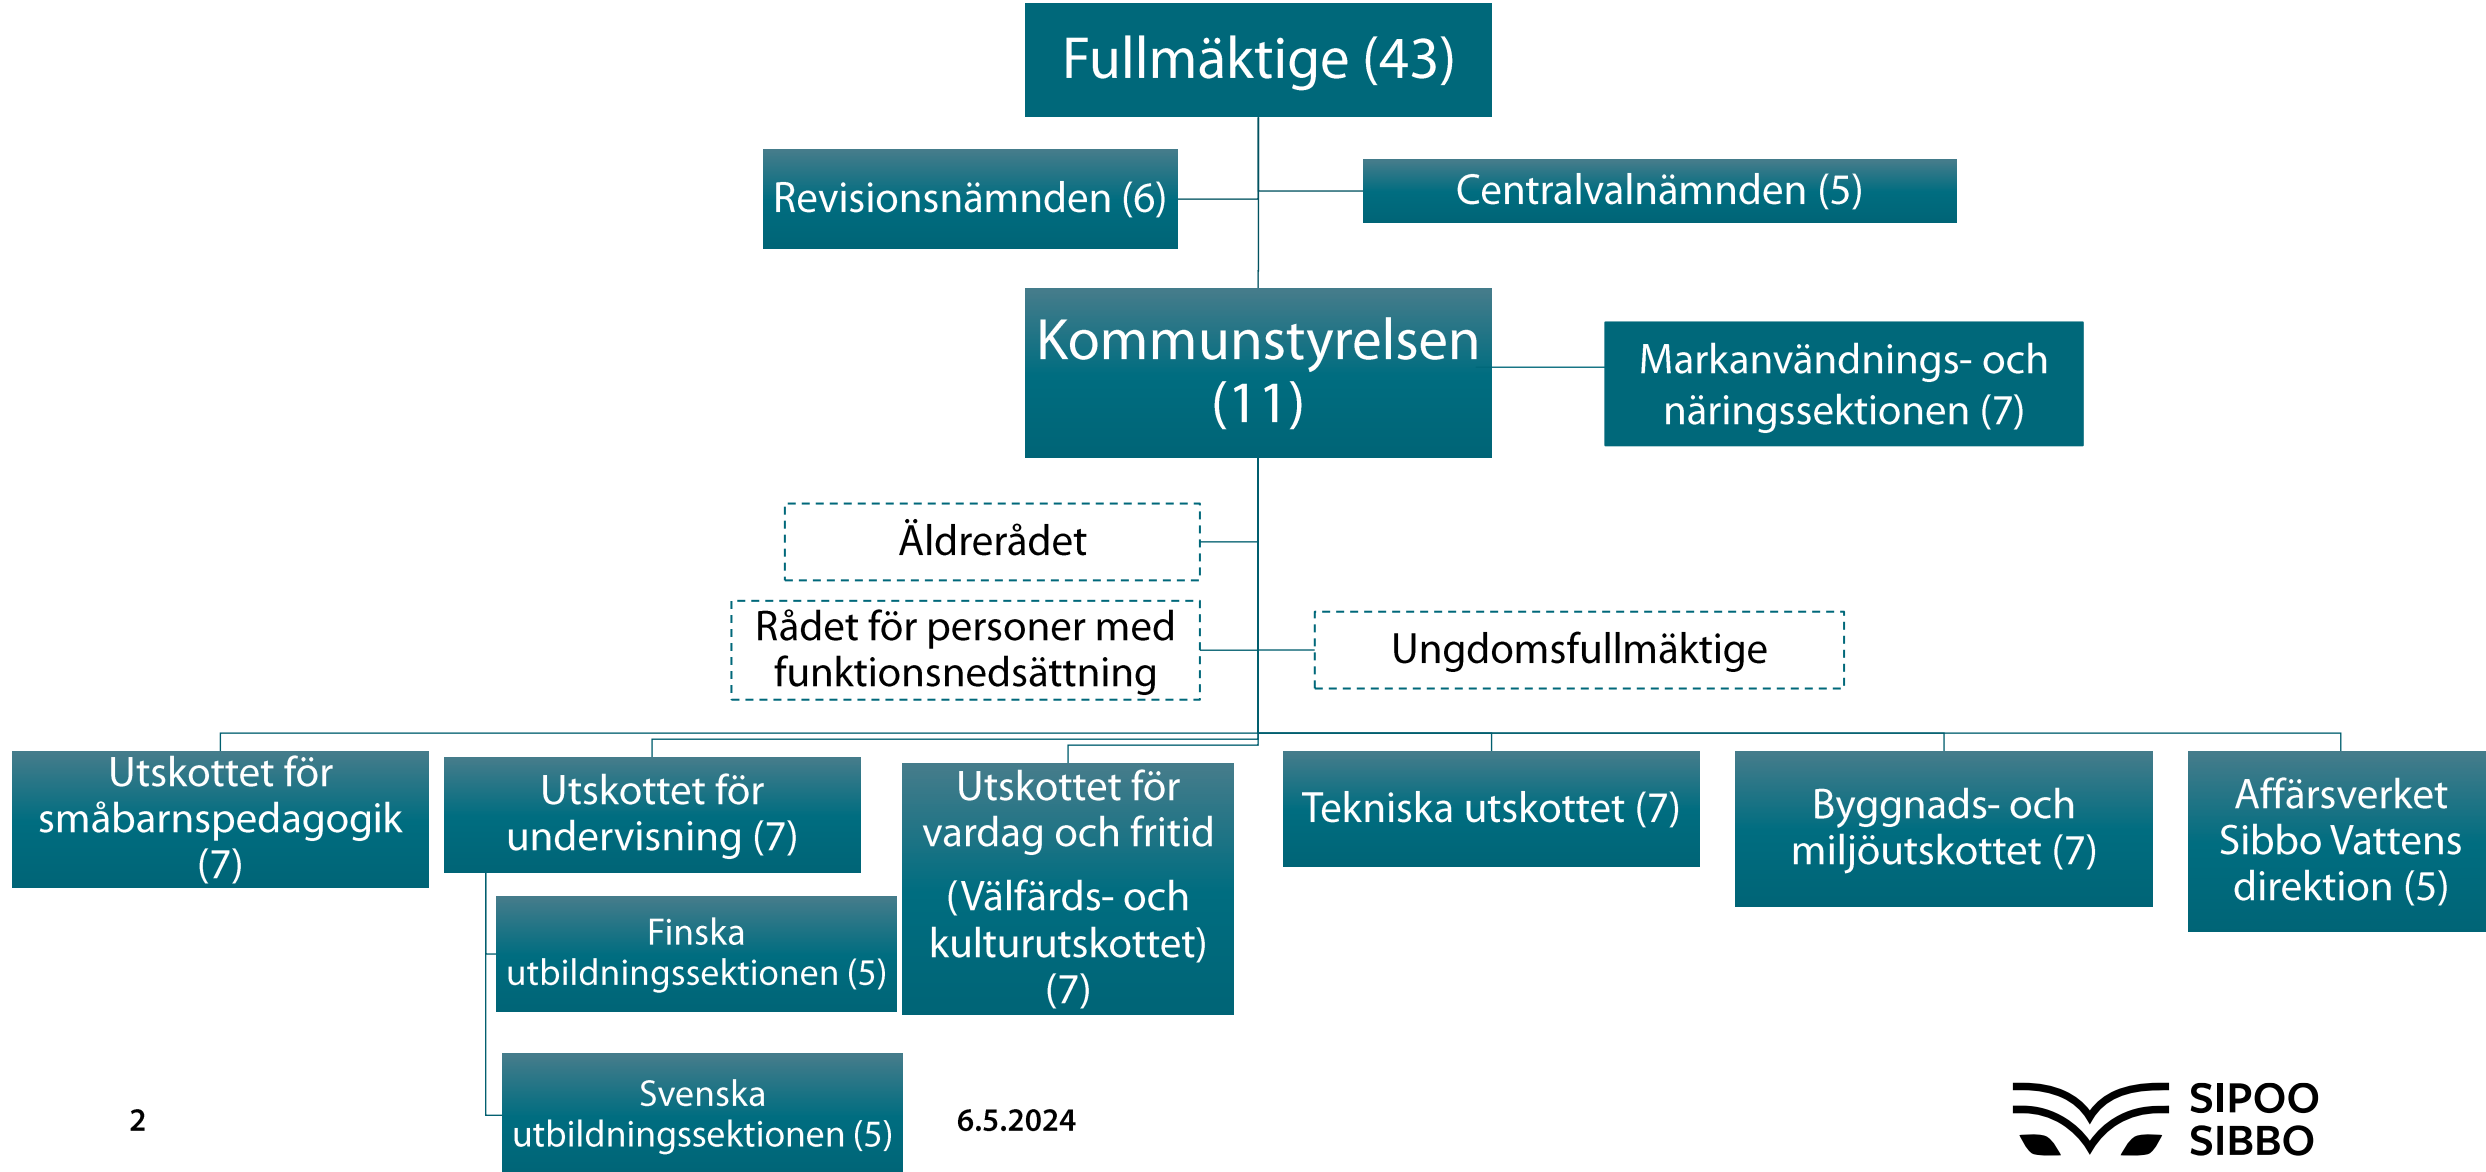 Fullmäktige (43)
Revisionsnämnden (6)
Centralvalnämnden (5)
Kommunstyrelsen
(11)
Markanvändnings- och
näringssektionen (7)
Äldrerådet
Rådet för personer med
funktionsnedsättning
Ungdomsfullmäktige
Utskottet för
småbarnspedagogik
(7)
Utskottet för
undervisning (7)
Finska
utbildningssektionen (5)
Svenska
utbildningssektionen (5)
Utskottet för
vardag och fritid
(Välfärds- och
kulturutskottet)
(7)
Tekniska utskottet (7)
Byggnads- och
miljöutskottet (7)
Affärsverket
Sibbo Vattens
direktion (5)
2
6.5.2024
SIPOO
SIBBO